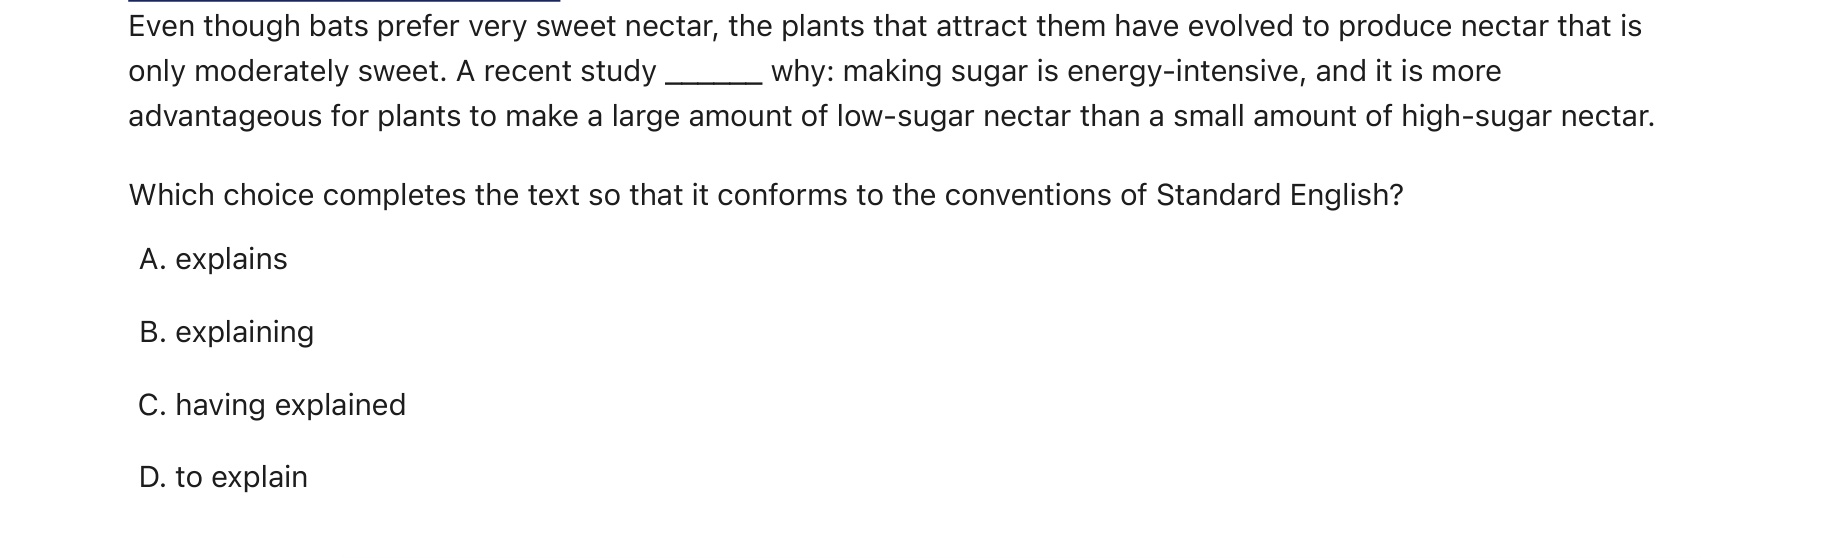 Even though bats prefer very sweet nectar, the plants that attract them have evolved to produce nectar that is
only moderately sweet. A recent study ______ why: making sugar is energy-intensive, and it is more
advantageous for plants to make a large amount of low-sugar nectar than a small amount of high-sugar nectar.
Which choice completes the text so that it conforms to the conventions of Standard English?
A. explains
B. explaining
C. having explained
D. to explain